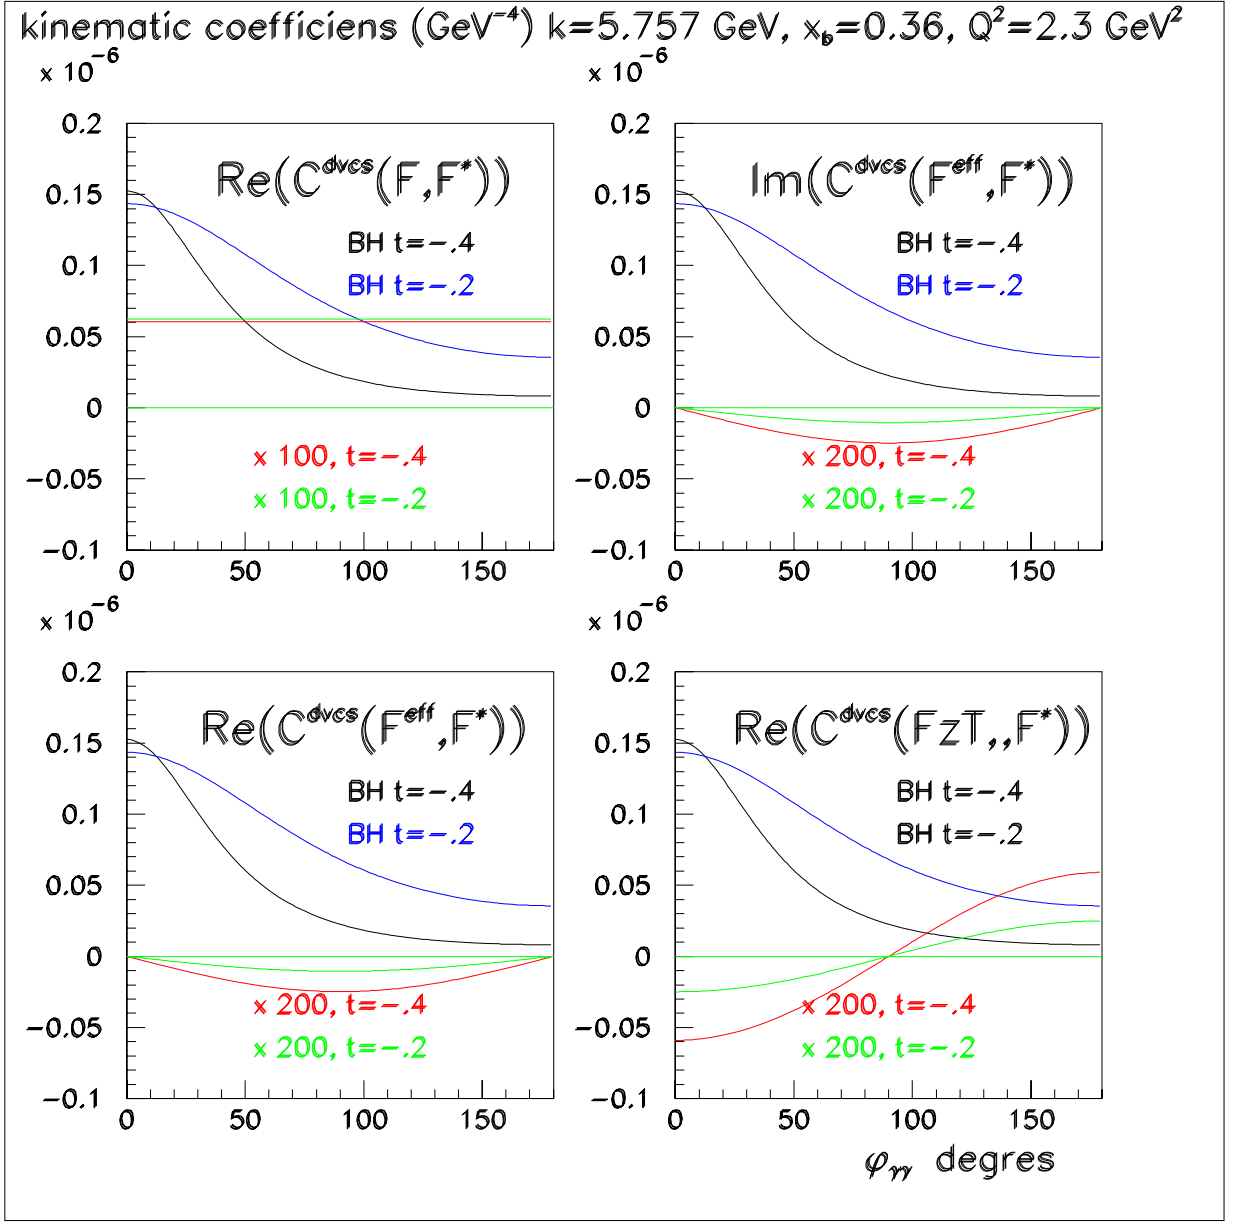 kinematic coefficiens (GeV⁻⁴) k=5.757 GeV, x_b=0.36, Q²=2.3 GeV²
x 10⁻⁶
0.2
0.15
0.1
0.05
0
−0.05
−0.1
0 50 100 150
Re(C^dvcs(F,F*))
BH t=−.4
BH t=−.2
x 100, t=−.4
x 100, t=−.2
x 10⁻⁶
0.2
0.15
0.1
0.05
0
−0.05
−0.1
0 50 100 150
Im(C^dvcs(F^eff,F*))
BH t=−.4
BH t=−.2
x 200, t=−.4
x 200, t=−.2
x 10⁻⁶
0.2
0.15
0.1
0.05
0
−0.05
−0.1
0 50 100 150
Re(C^dvcs(F^eff,F*))
BH t=−.4
BH t=−.2
x 200, t=−.4
x 200, t=−.2
x 10⁻⁶
0.2
0.15
0.1
0.05
0
−0.05
−0.1
0 50 100 150
Re(C^dvcs(FzT,,F*))
BH t=−.4
BH t=−.2
x 200, t=−.4
x 200, t=−.2
φ_γγ degres